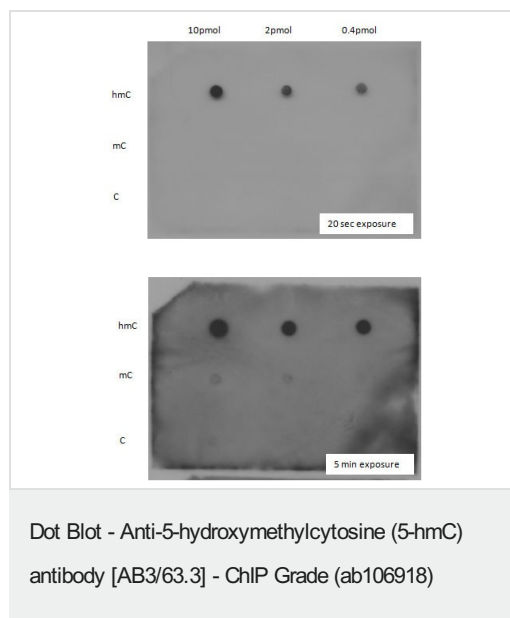 10pmol 2pmol 0.4pmol
hmC
mC
C
20 sec exposure
hmC
mC
C
5 min exposure
Dot Blot - Anti-5-hydroxymethylcytosine (5-hmC)
antibody [AB3/63.3] - ChIP Grade (ab106918)